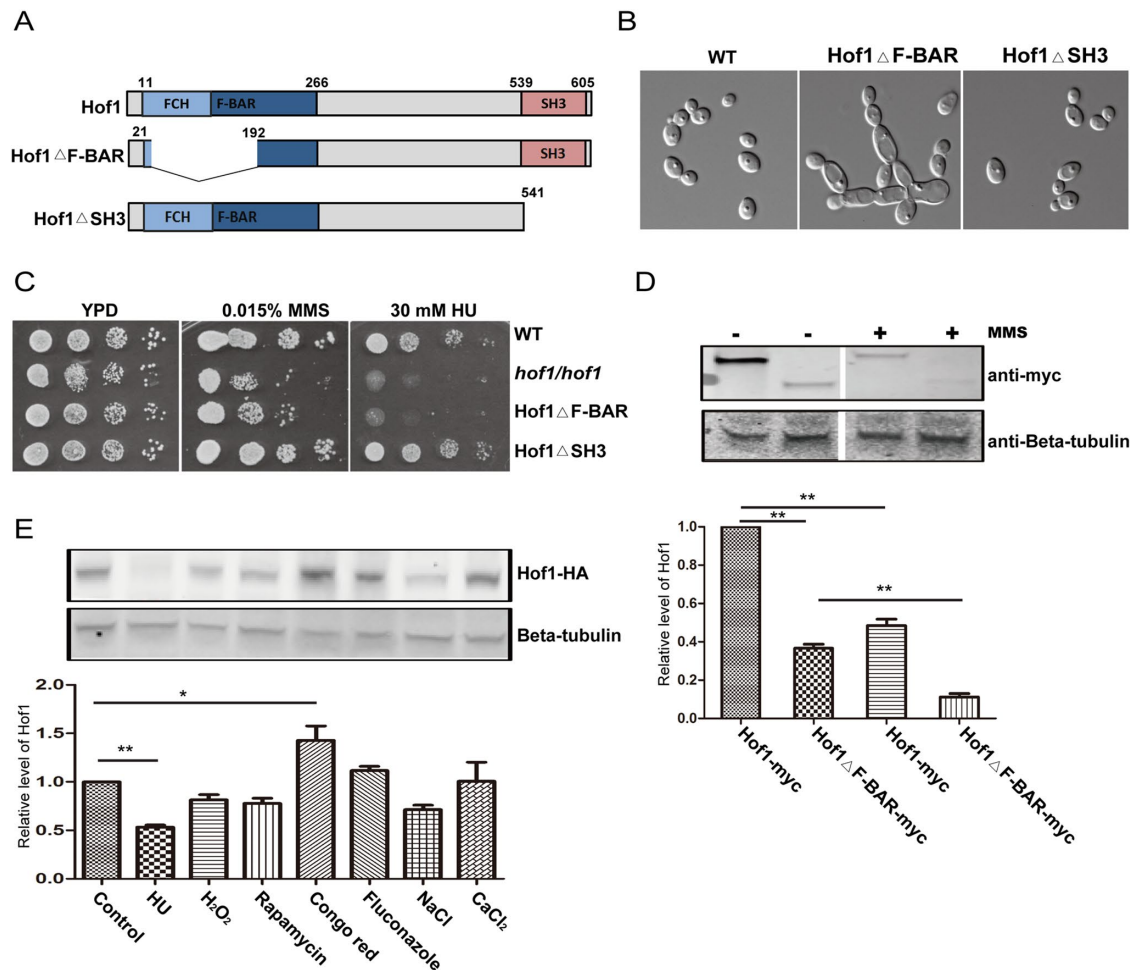 A
11 266 539 605
Hof1 FCH F-BAR SH3
21 192
Hof1△F-BAR SH3
541
Hof1△SH3 FCH F-BAR
B
WT Hof1△F-BAR Hof1△SH3
C
YPD 0.015% MMS 30 mM HU
WT
hof1/hof1
Hof1△F-BAR
Hof1△SH3
D
- - + + MMS
anti-myc
anti-Beta-tubulin
Relative level of Hof1
**
**
**
1.0
0.8
0.6
0.4
0.2
0.0
Hof1-myc
Hof1△F-BAR-myc
Hof1-myc
Hof1△F-BAR-myc
E
Hof1-HA
Beta-tubulin
Relative level of Hof1
*
**
2.0
1.5
1.0
0.5
0.0
Control
HU
H₂O₂
Rapamycin
Congo red
Fluconazole
NaCl
CaCl₂